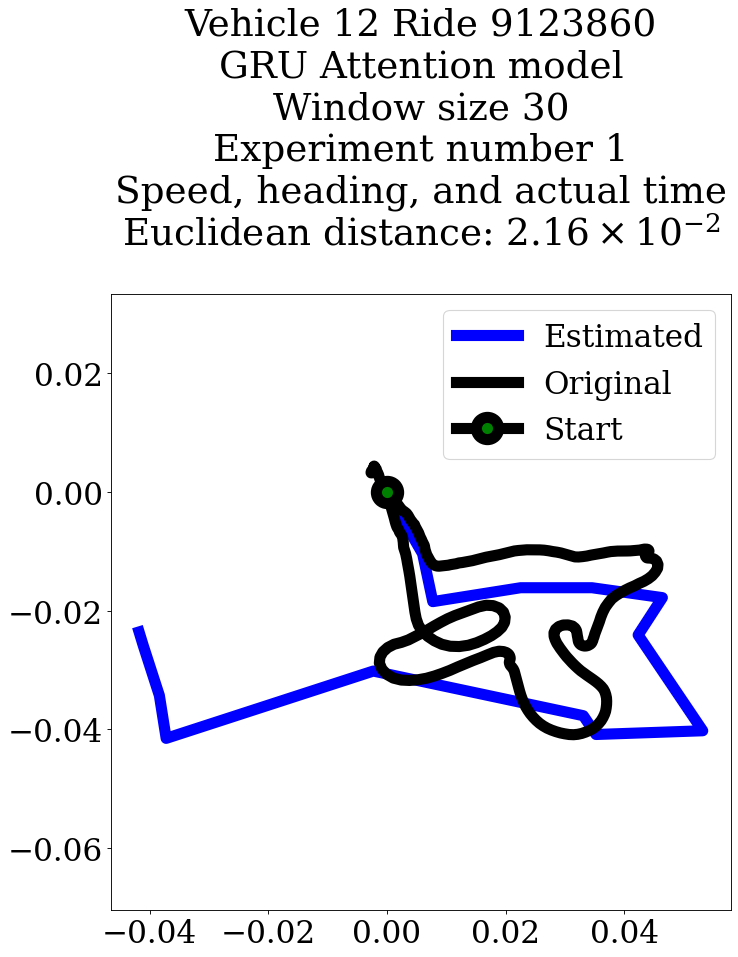 Vehicle 12 Ride 9123860
GRU Attention model
Window size 30
Experiment number 1
Speed, heading, and actual time
Euclidean distance: 2.16 × 10⁻²
Estimated
Original
Start
0.02
0.00
−0.02
−0.04
−0.06
−0.04 −0.02 0.00 0.02 0.04